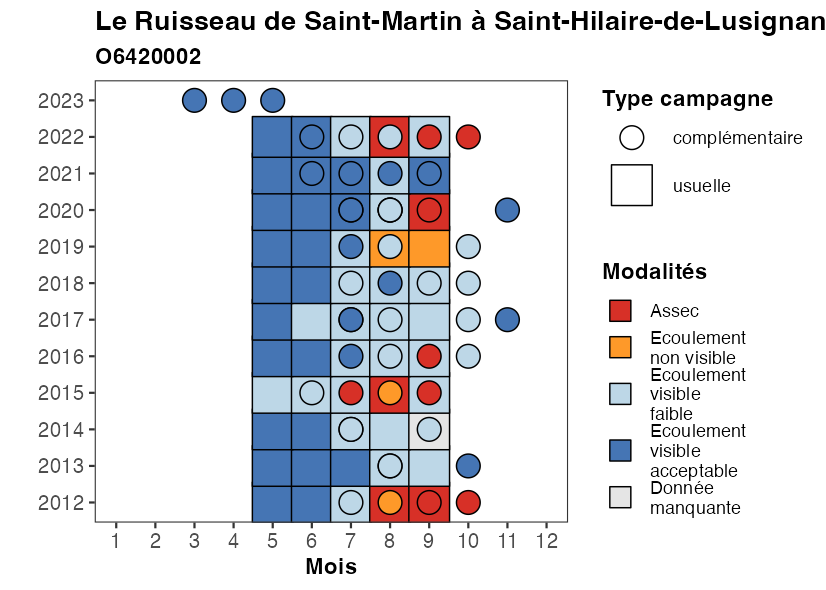 Le Ruisseau de Saint-Martin à Saint-Hilaire-de-Lusignan
O6420002
2023
2022
2021
2020
2019
2018
2017
2016
2015
2014
2013
2012
1 2 3 4 5 6 7 8 9 10 11 12
Mois
Type campagne
complémentaire
usuelle
Modalités
Assec
Ecoulement
non visible
Ecoulement
visible
faible
Ecoulement
visible
acceptable
Donnée
manquante